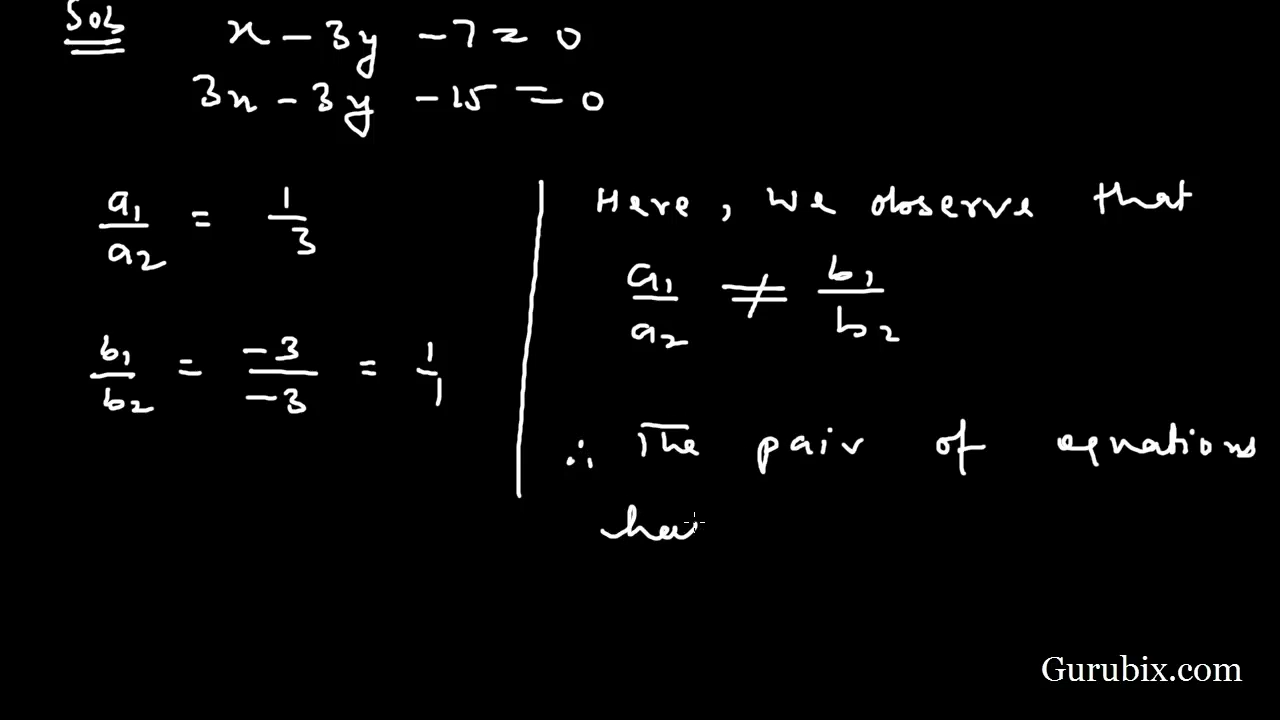 Sol
x - 3y - 7 = 0
3x - 3y - 15 = 0
a1/a2 = 1/3
b1/b2 = -3/-3 = 1/1
Here, we observe that
a1/a2 ≠ b1/b2
∴ The pair of equations
hav
Gurubix.com